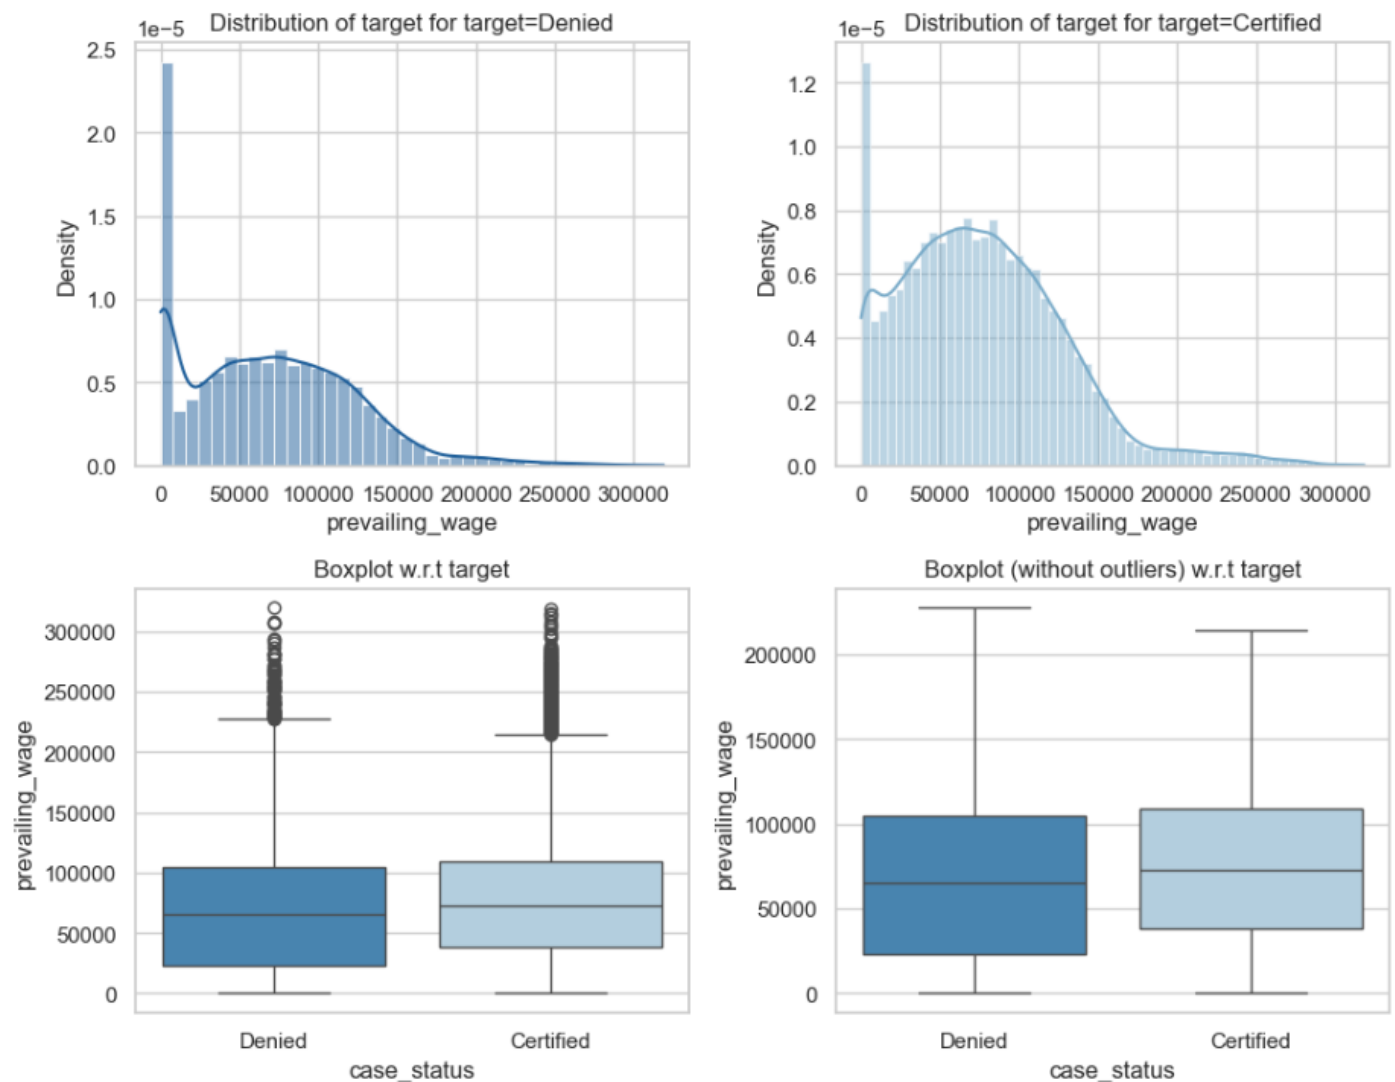 Distribution of target for target=Denied
1e−5
2.5
2.0
1.5
1.0
0.5
0.0
Density
0 50000 100000 150000 200000 250000 300000
prevailing_wage
Distribution of target for target=Certified
1e−5
1.2
1.0
0.8
0.6
0.4
0.2
0.0
Density
0 50000 100000 150000 200000 250000 300000
prevailing_wage
Boxplot w.r.t target
300000
250000
200000
150000
100000
50000
0
prevailing_wage
Denied Certified
case_status
Boxplot (without outliers) w.r.t target
200000
150000
100000
50000
0
prevailing_wage
Denied Certified
case_status